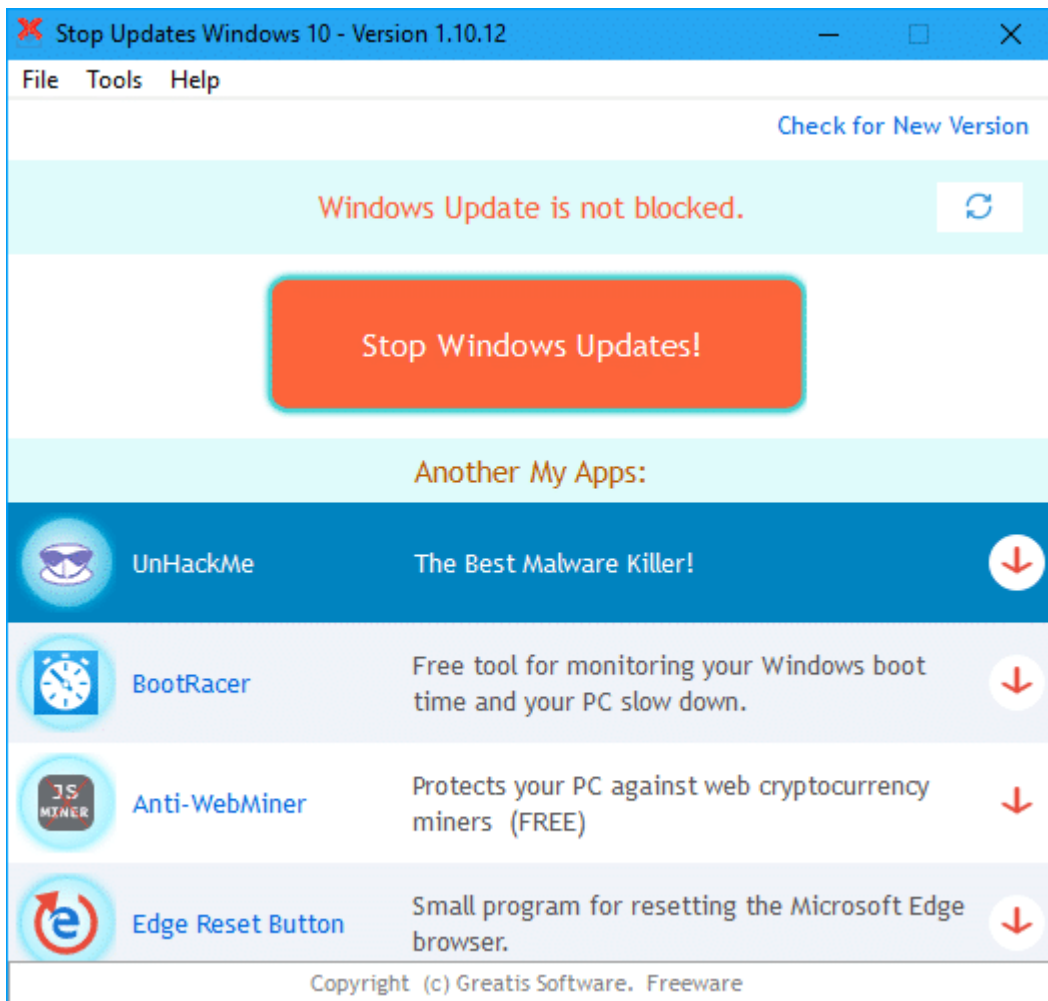 Stop Updates Windows 10 - Version 1.10.12
File Tools Help
Check for New Version
Windows Update is not blocked.
Stop Windows Updates!
Another My Apps:
UnHackMe
The Best Malware Killer!
BootRacer
Free tool for monitoring your Windows boot
time and your PC slow down.
JS
MINER
Anti-WebMiner
Protects your PC against web cryptocurrency
miners (FREE)
Edge Reset Button
Small program for resetting the Microsoft Edge
browser.
Copyright (c) Greatis Software. Freeware